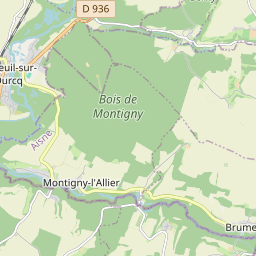 D 936
euil-sur-
Ourcq
Bois de
Montigny
Aisne
Montigny-l'Allier
Brume